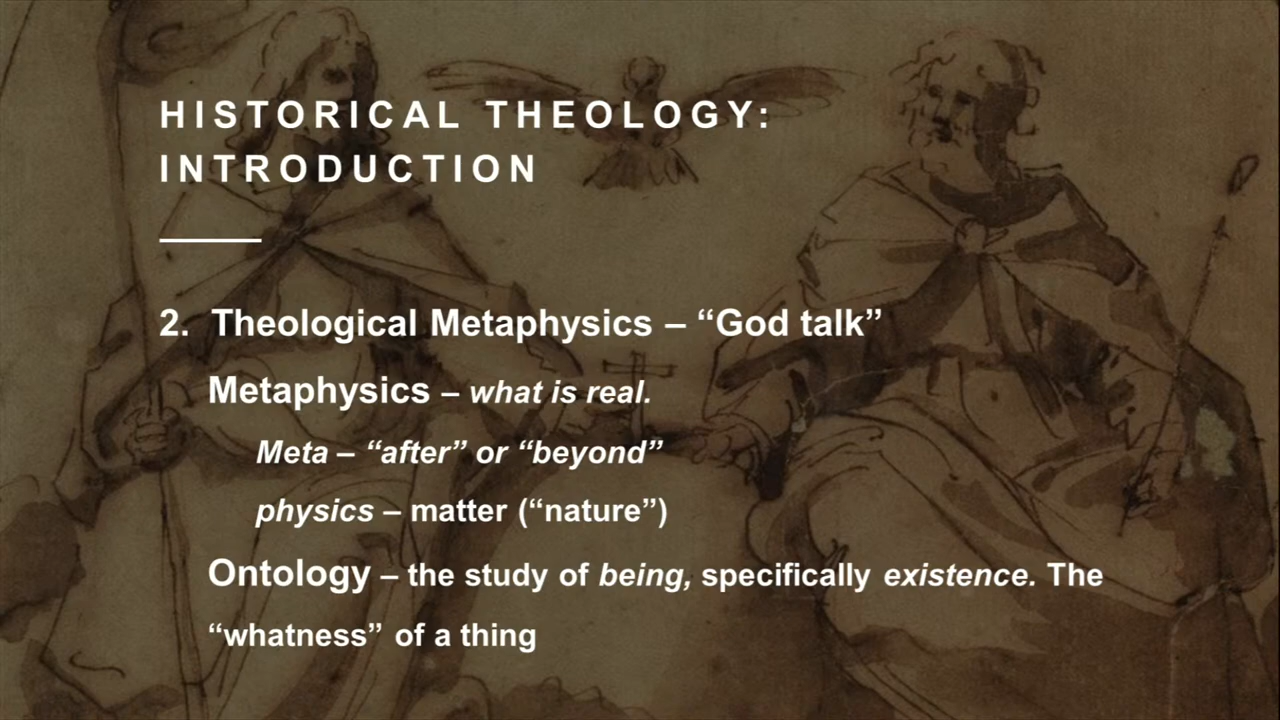 HISTORICAL THEOLOGY:
INTRODUCTION
2. Theological Metaphysics – “God talk”
Metaphysics – what is real.
Meta – “after” or “beyond”
physics – matter (“nature”)
Ontology – the study of being, specifically existence. The
“whatness” of a thing